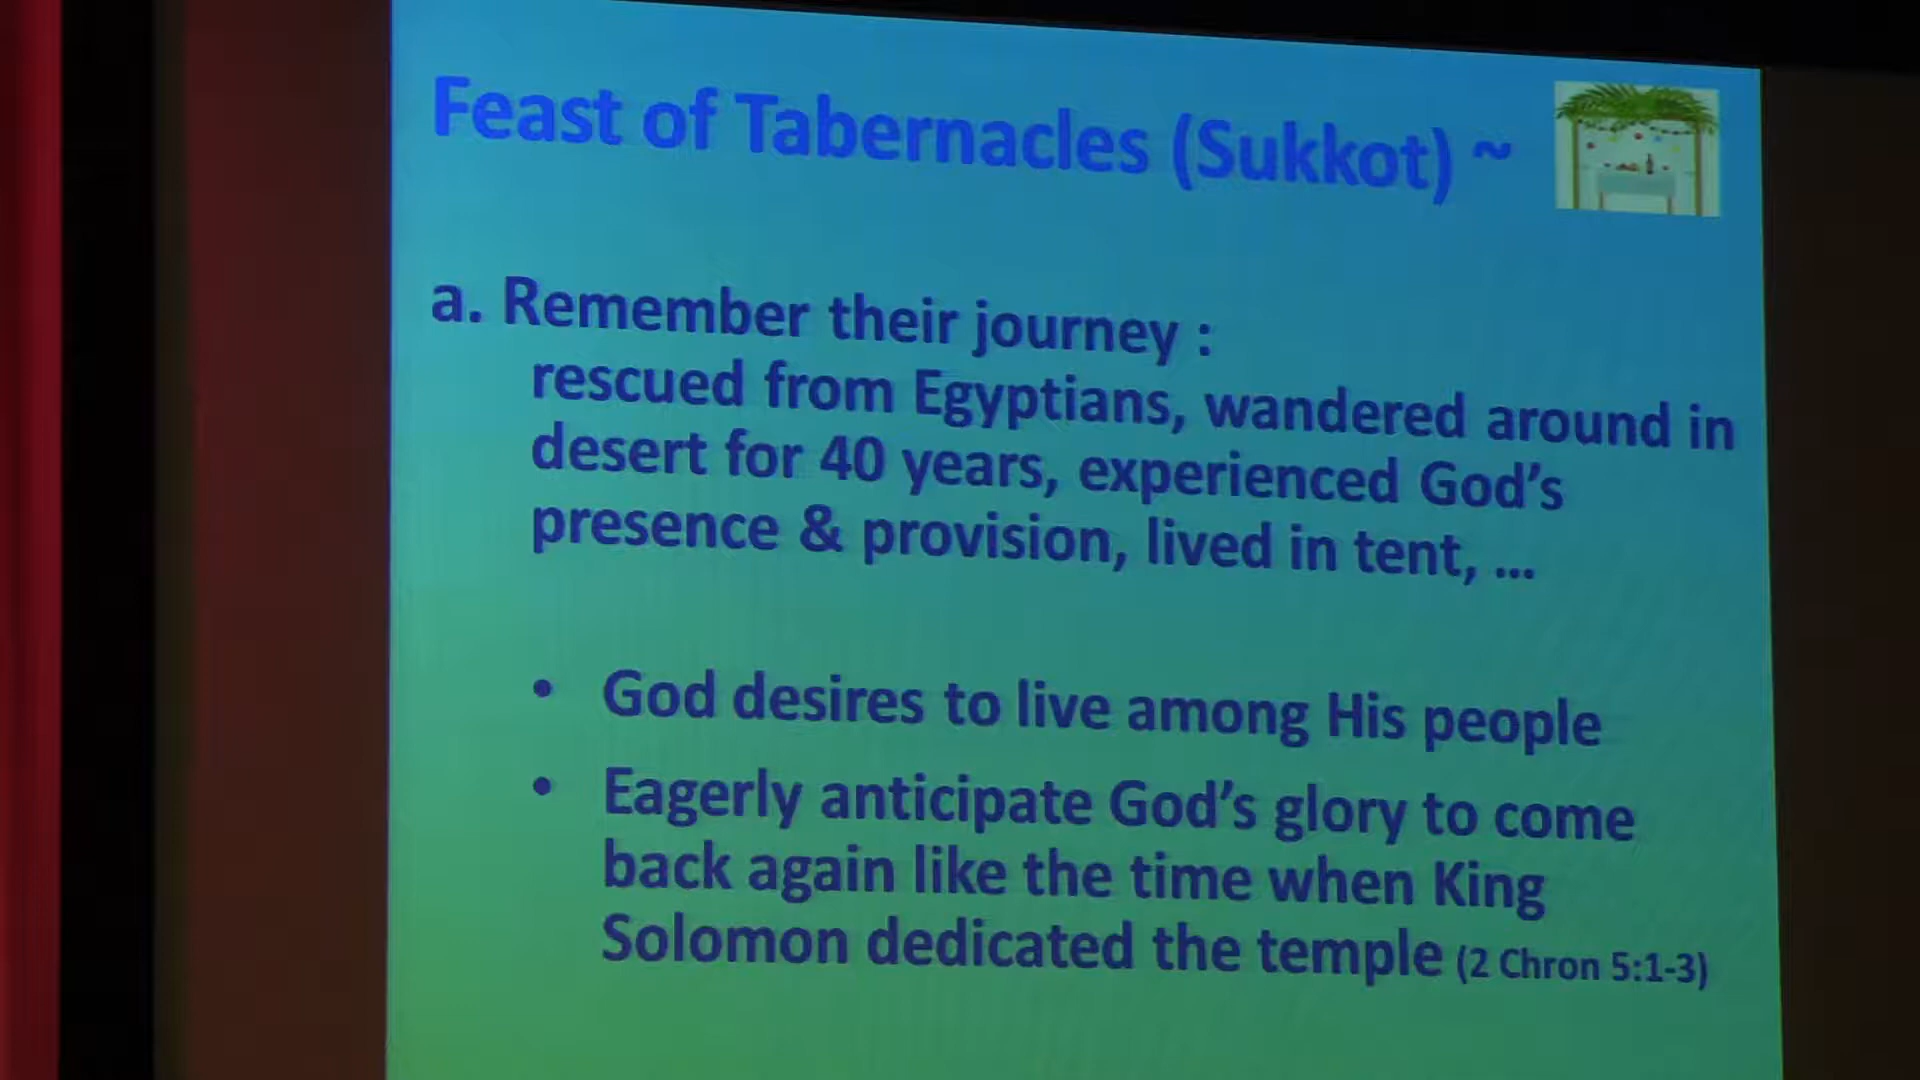 Feast of Tabernacles (Sukkot) ~
a. Remember their journey :
rescued from Egyptians, wandered around in
desert for 40 years, experienced God's
presence & provision, lived in tent, ...
• God desires to live among His people
• Eagerly anticipate God's glory to come
back again like the time when King
Solomon dedicated the temple (2 Chron 5:1-3)